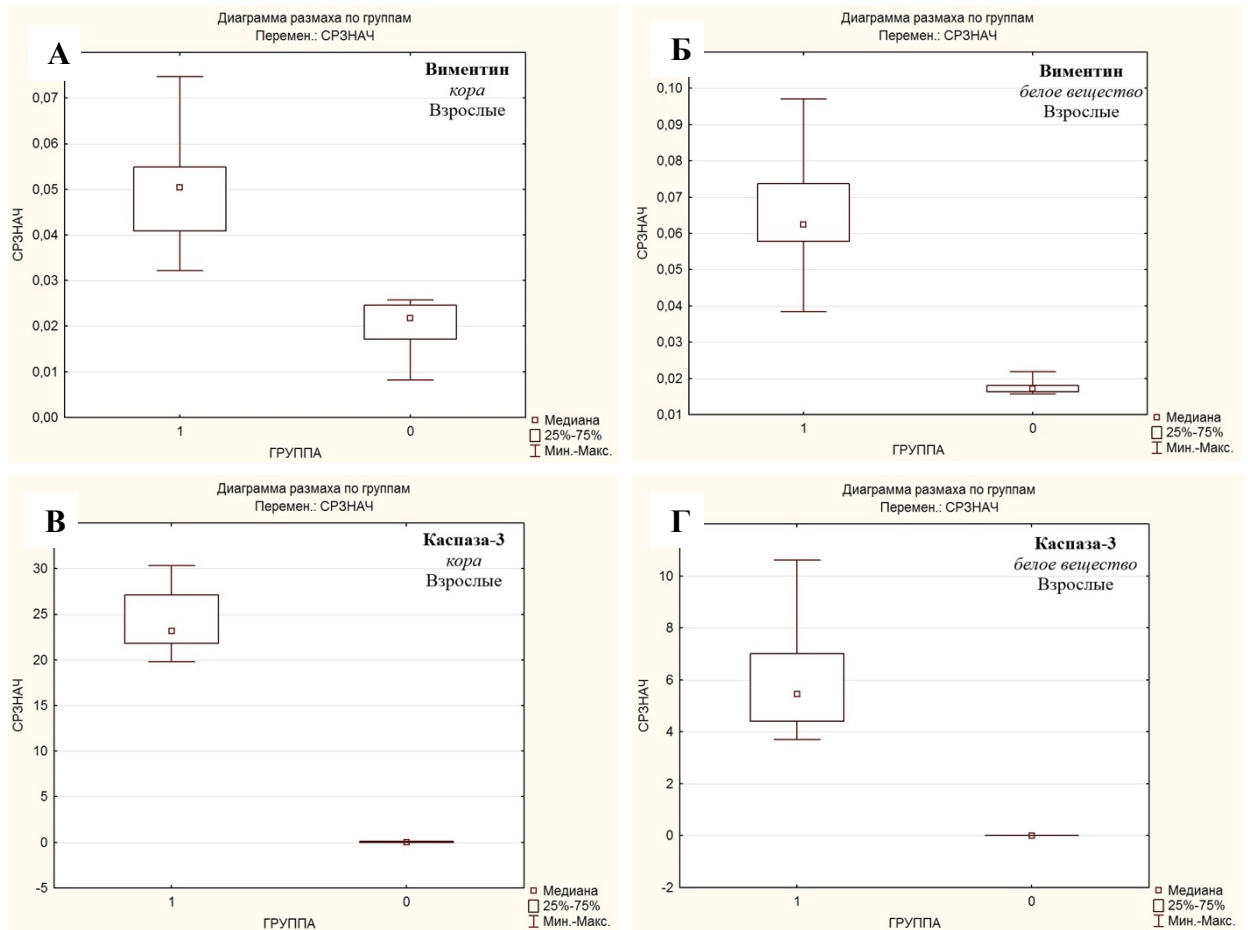 А
Диаграмма размаха по группам
Перемен.: СРЗНАЧ
Виментин
кора
Взрослые
0,07
0,06
0,05
0,04
0,03
0,02
0,01
0,00
СРЗНАЧ
1
0
ГРУППА
Медиана
25%-75%
Мин.-Макс.
Б
Диаграмма размаха по группам
Перемен.: СРЗНАЧ
Виментин
белое вещество
Взрослые
0,10
0,09
0,08
0,07
0,06
0,05
0,04
0,03
0,02
0,01
СРЗНАЧ
1
0
ГРУППА
Медиана
25%-75%
Мин.-Макс.
В
Диаграмма размаха по группам
Перемен.: СРЗНАЧ
Каспаза-3
кора
Взрослые
30
25
20
15
10
5
0
-5
СРЗНАЧ
1
0
ГРУППА
Медиана
25%-75%
Мин.-Макс.
Г
Диаграмма размаха по группам
Перемен.: СРЗНАЧ
Каспаза-3
белое вещество
Взрослые
10
8
6
4
2
0
-2
СРЗНАЧ
1
0
ГРУППА
Медиана
25%-75%
Мин.-Макс.